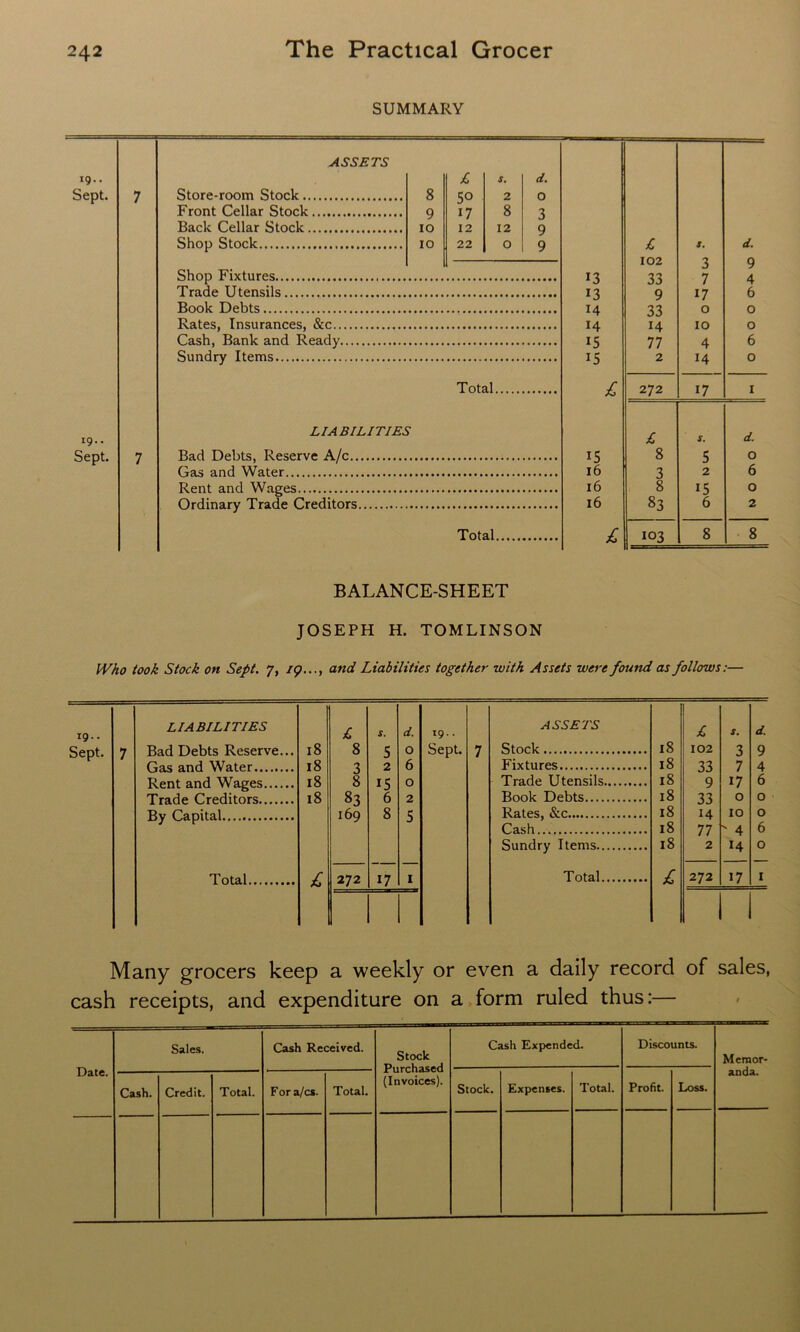 242 The Practical Grocer
SUMMARY
ASSETS
19.. £ s. d.
Sept. 7 Store-room Stock.................... 8 50 2 0
Front Cellar Stock.................... 9 17 8 3
Back Cellar Stock.................... 10 12 12 9
Shop Stock.................... 10 22 0 9 £ s. d.
102 3 9
Shop Fixtures.................... 13 33 7 4
Trade Utensils.................... 13 9 17 6
Book Debts.................... 14 33 0 0
Rates, Insurances, &c.................... 14 14 10 0
Cash, Bank and Ready.................... 15 77 4 6
Sundry Items.................... 15 2 14 0
Total............ £ 272 17 1
19.. LIABILITIES £ s. d.
Sept. 7 Bad Debts, Reserve A/c.................... 15 8 5 0
Gas and Water.................... 16 3 2 6
Rent and Wages.................... 16 8 15 0
Ordinary Trade Creditors.................... 16 83 6 2
Total............ £ 103 8 8
BALANCE-SHEET
JOSEPH H. TOMLINSON
Who took Stock on Sept. 7, 19..., and Liabilities together with Assets were found as follows:—
19.. LIABILITIES £ s. d. 19.. ASSETS £ s. d.
Sept. 7 Bad Debts Reserve... 18 8 5 0 Sept. 7 Stock.................... 18 102 3 9
Gas and Water........ 18 3 2 6 Fixtures.................... 18 33 7 4
Rent and Wages...... 18 8 15 0 Trade Utensils.......... 18 9 17 6
Trade Creditors....... 18 83 6 2 Book Debts............. 18 33 0 0
By Capital.............. 169 8 5 Rates, &c................. 18 14 10 0
Cash.................... 18 77 4 6
Sundry Items........... 18 2 14 0
Total.......... £ 272 17 1 Total.......... £ 272 17 1
Many grocers keep a weekly or even a daily record of sales,
cash receipts, and expenditure on a form ruled thus:—
Date. Sales. Cash Received. Stock Purchased (Invoices). Cash Expended. Discounts. Memor-anda.
Cash. Credit. Total. For a/cs. Total. Stock. Expenses. Total. Profit. Loss.